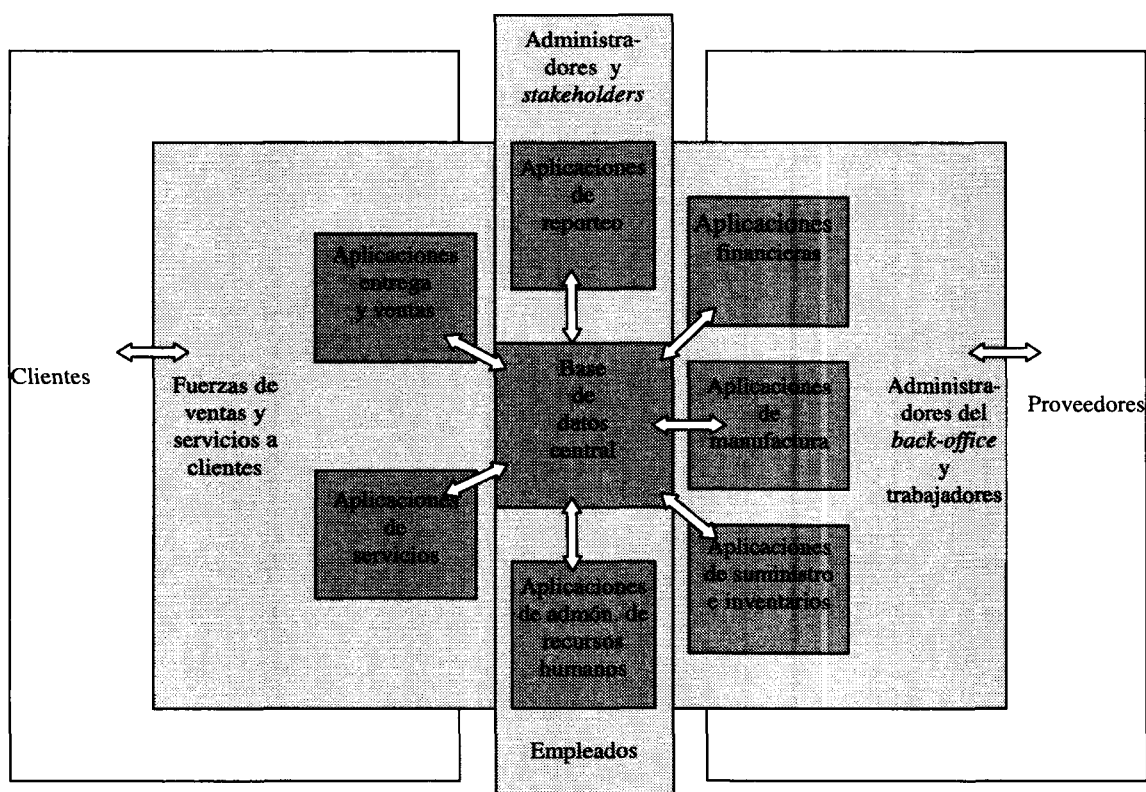 Administra-
dores y
stakeholders
Aplicaciones
de
reporteo
Aplicaciones
financieras
Aplicaciones
entrega
y ventas
Base
de
datos
central
Clientes
Fuerzas de
ventas y
servicios a
clientes
Aplicaciones
de
manufactura
Administra-
dores del
back-office
y
trabajadores
Proveedores
Aplicaciones
de
servicios
Aplicaciones
de suministro
e inventarios
Aplicaciones
de admón. de
recursos
humanos
Empleados